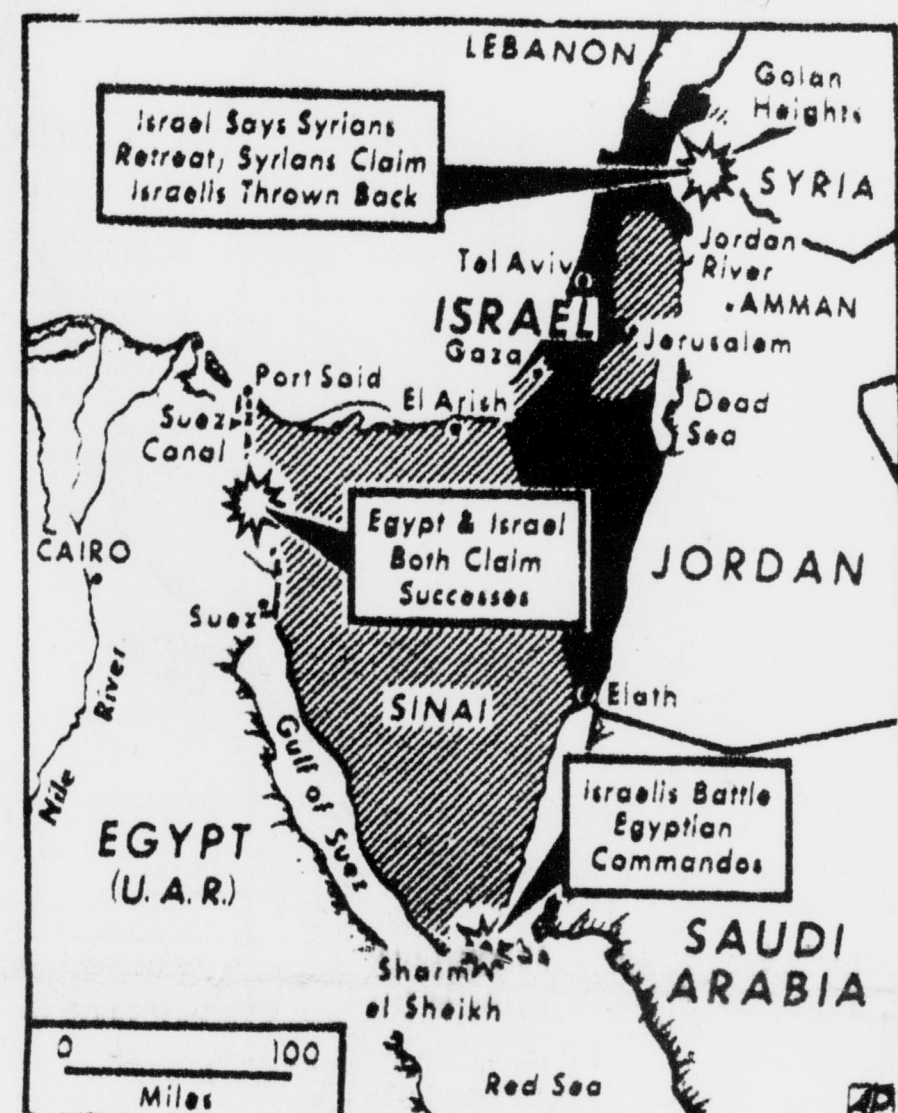 LEBANON
Golan
Heights
Israel Says Syrians
Retreat; Syrians Claim
Israelis Thrown Back
SYRIA
Jordan
River
Tel Aviv
AMMAN
ISRAEL
Jerusalem
Gaza
Port Said
El Arish
Dead
Sea
Suez
Canal
Egypt & Israel
Both Claim
Successes
CAIRO
JORDAN
Suez
Elath
SINAI
Nile River
Gulf of Suez
Israelis Battle
Egyptian
Commandos
EGYPT
(U.A.R.)
SAUDI
ARABIA
Sharm
el Sheikh
0 100
Miles
Red Sea
AP